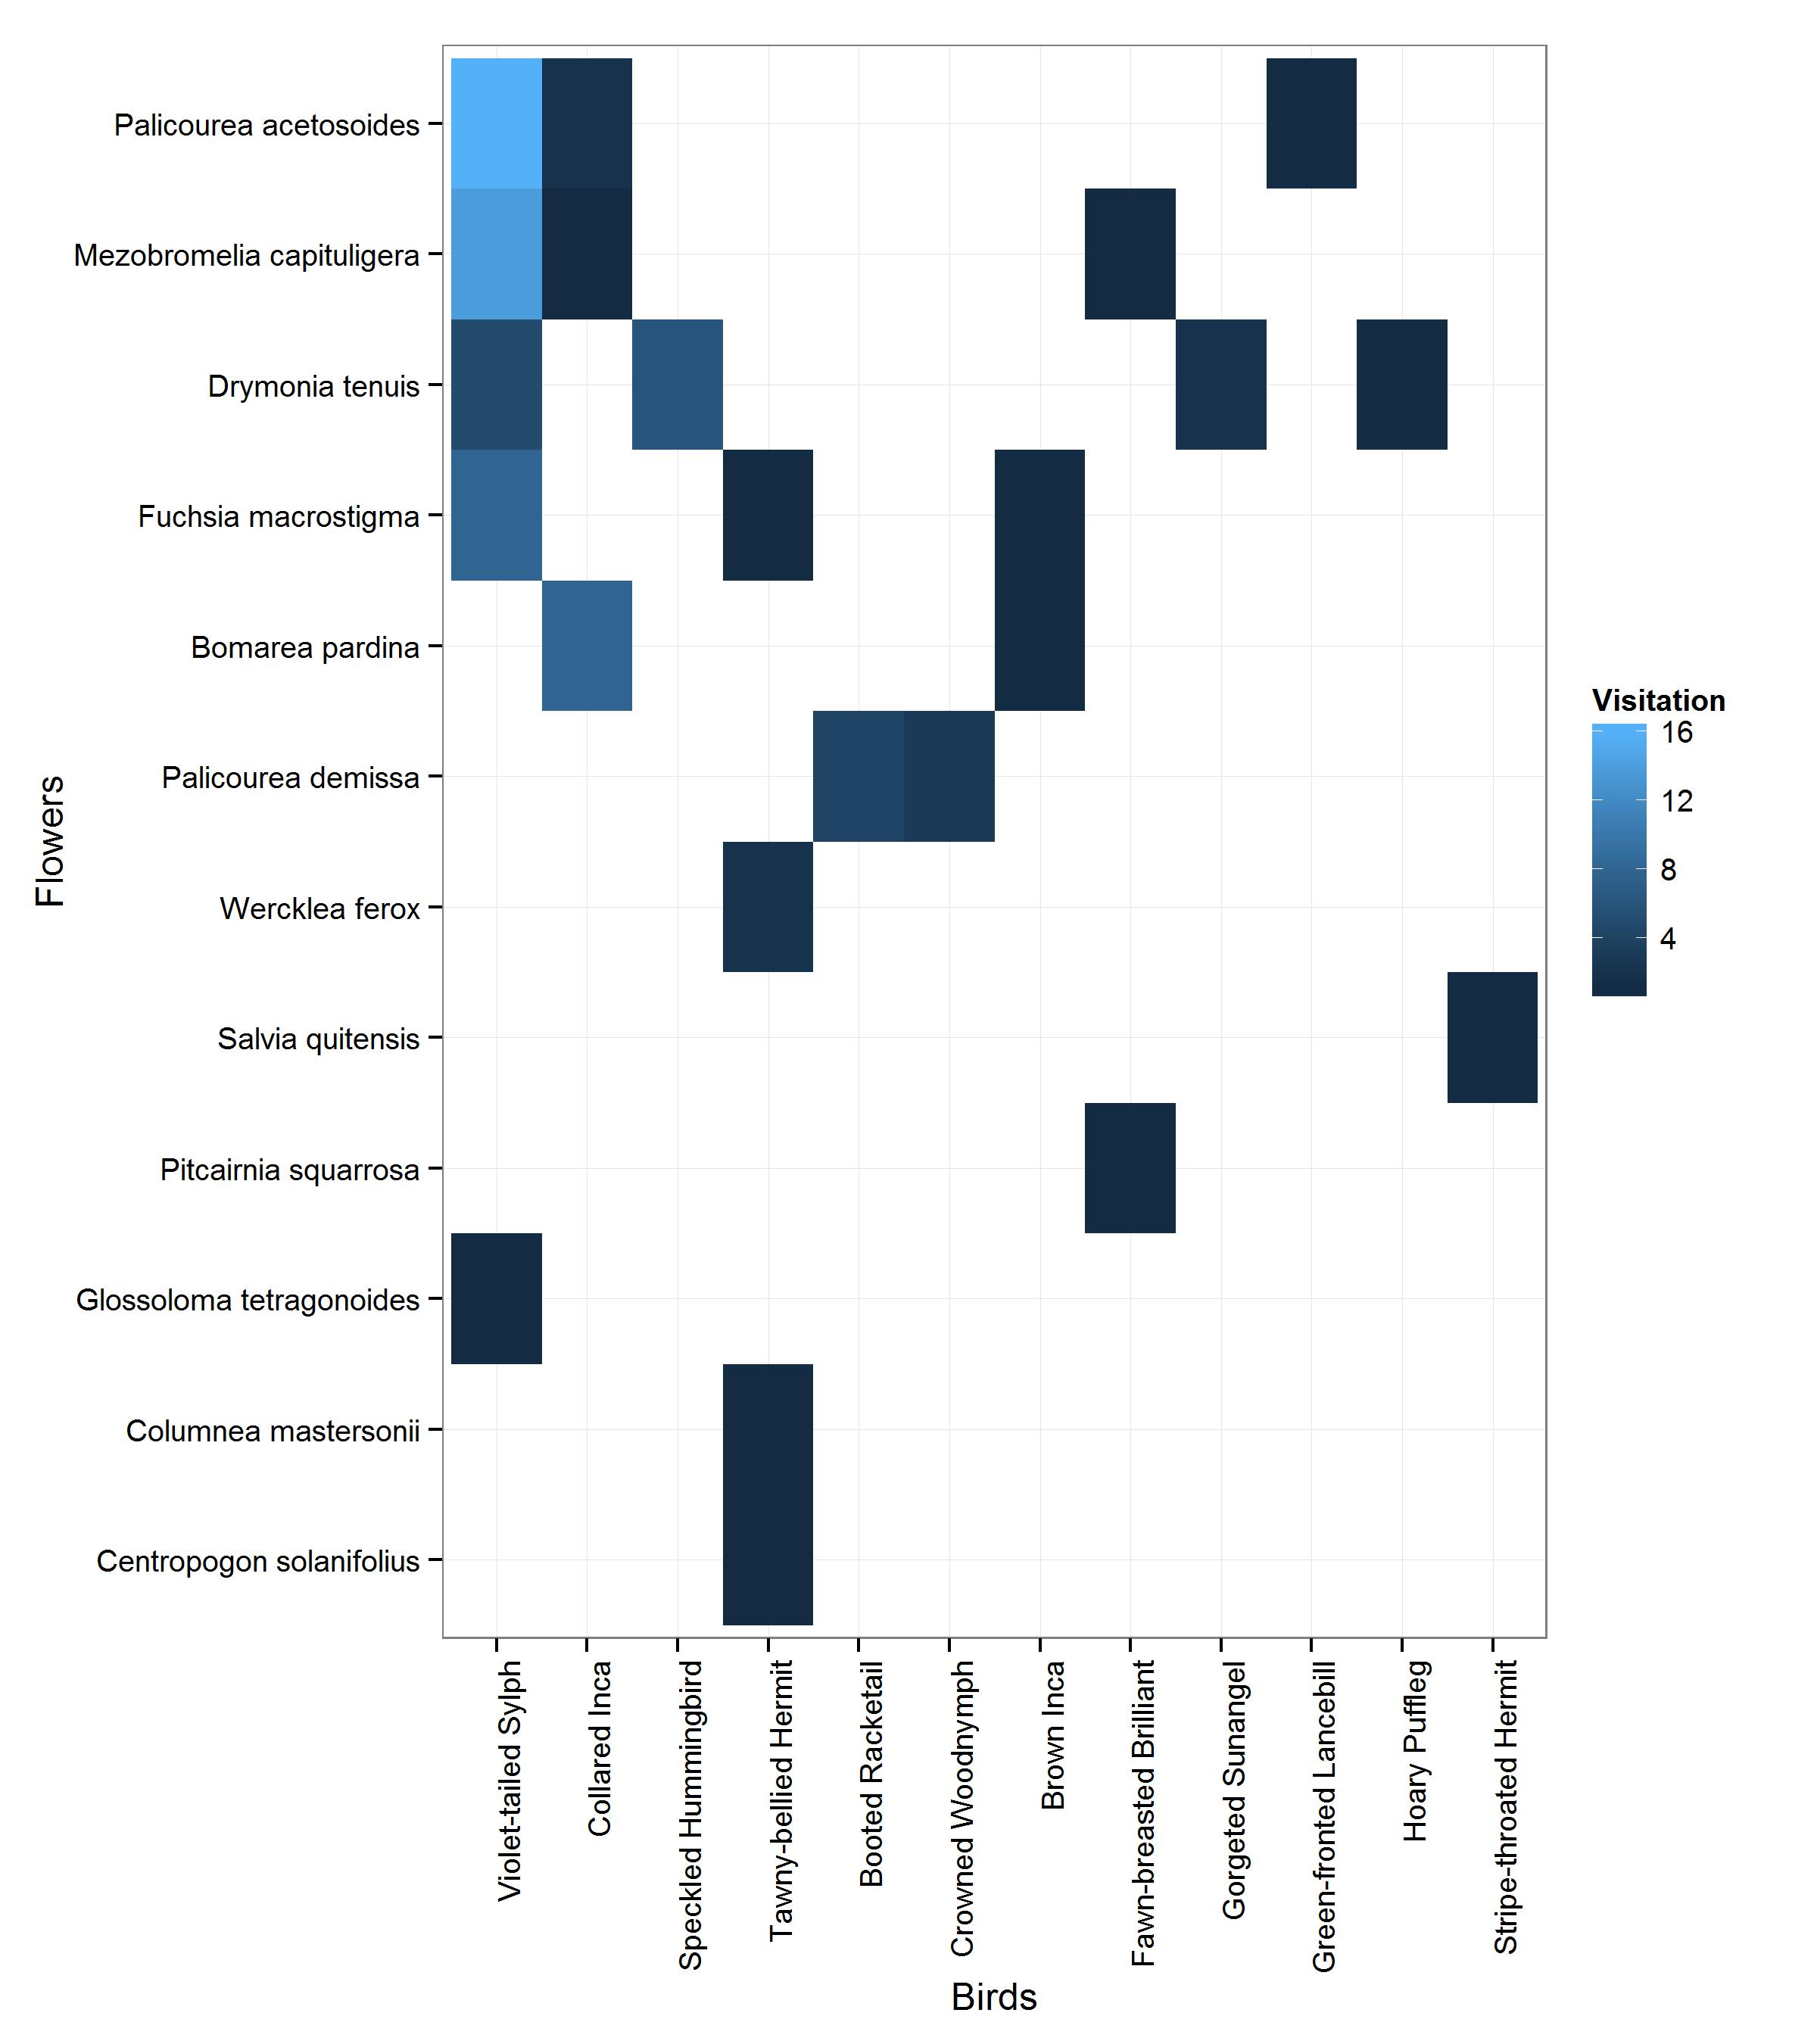 Palicourea acetosoides
Mezobromelia capituligera
Drymonia tenuis
Fuchsia macrostigma
Bomarea pardina
Palicourea demissa
Wercklea ferox
Salvia quitensis
Pitcairnia squarrosa
Glossoloma tetragonoides
Columnea mastersonii
Centropogon solanifolius
Flowers
Violet-tailed Sylph
Collared Inca
Speckled Hummingbird
Tawny-bellied Hermit
Booted Racketail
Crowned Woodnymph
Brown Inca
Fawn-breasted Brilliant
Gorgeted Sunangel
Green-fronted Lancebill
Hoary Puffleg
Stripe-throated Hermit
Birds
Visitation
16
12
8
4